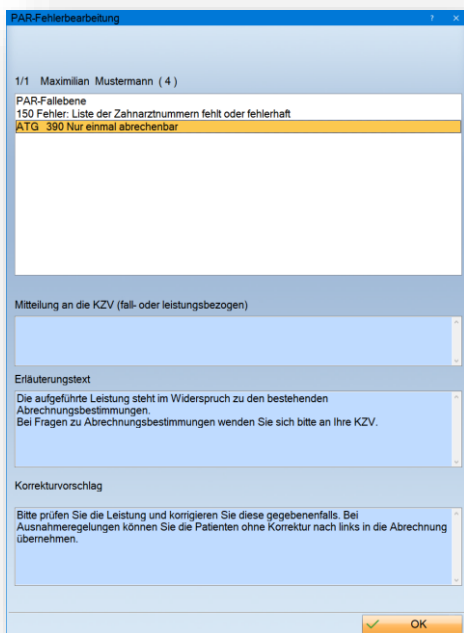 PAR-Fehlerbearbeitung ? ×
1/1 Maximilian Mustermann ( 4 )
PAR-Fallebene
150 Fehler: Liste der Zahnarztnummern fehlt oder fehlerhaft
ATG 390 Nur einmal abrechenbar
Mitteilung an die KZV (fall- oder leistungsbezogen)
Erläuterungstext
Die aufgeführte Leistung steht im Widerspruch zu den bestehenden
Abrechnungsbestimmungen.
Bei Fragen zu Abrechnungsbestimmungen wenden Sie sich bitte an Ihre KZV.
Korrekturvorschlag
Bitte prüfen Sie die Leistung und korrigieren Sie diese gegebenenfalls. Bei
Ausnahmeregelungen können Sie die Patienten ohne Korrektur nach links in die Abrechnung
übernehmen.
OK